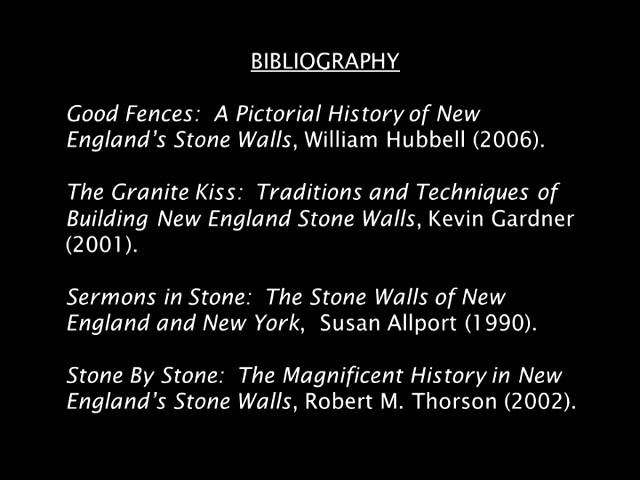 BIBLIOGRAPHY
Good Fences: A Pictorial History of New
England's Stone Walls, William Hubbell (2006).
The Granite Kiss: Traditions and Techniques of
Building New England Stone Walls, Kevin Gardner
(2001).
Sermons in Stone: The Stone Walls of New
England and New York, Susan Allport (1990).
Stone By Stone: The Magnificent History in New
England's Stone Walls, Robert M. Thorson (2002).